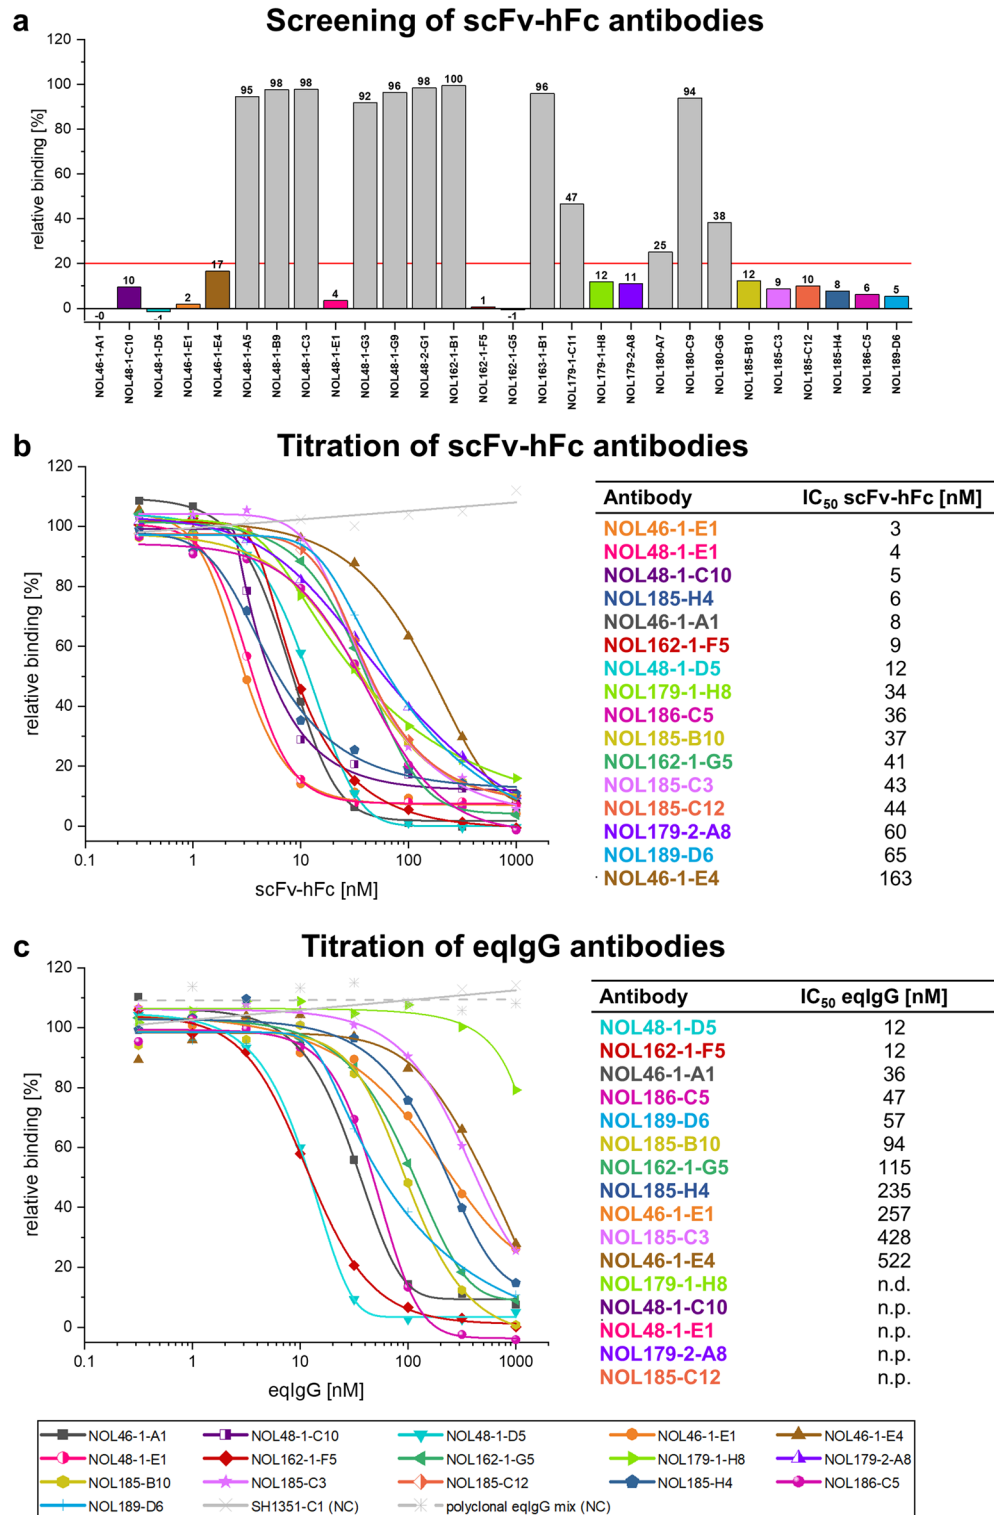 a
Screening of scFv-hFc antibodies
relative binding [%]
120
100
80
60
40
20
0
-0
10
-1
2
17
95
98
98
4
92
96
98
100
1
-1
96
47
12
11
25
94
38
12
9
10
8
6
5
NOL46-1-A1
NOL48-1-C10
NOL48-1-D5
NOL46-1-E1
NOL46-1-E4
NOL48-1-A5
NOL48-1-B9
NOL48-1-C3
NOL48-1-E1
NOL48-1-G3
NOL48-1-G9
NOL48-2-G1
NOL162-1-B1
NOL162-1-F5
NOL162-1-G5
NOL163-1-B1
NOL179-1-C11
NOL179-1-H8
NOL179-2-A8
NOL180-A7
NOL180-C9
NOL180-G6
NOL185-B10
NOL185-C3
NOL185-C12
NOL185-H4
NOL186-C5
NOL189-D6
b
Titration of scFv-hFc antibodies
relative binding [%]
120
100
80
60
40
20
0
0.1
1
10
100
1000
scFv-hFc [nM]
Antibody IC50 scFv-hFc [nM]
NOL46-1-E1 3
NOL48-1-E1 4
NOL48-1-C10 5
NOL185-H4 6
NOL46-1-A1 8
NOL162-1-F5 9
NOL48-1-D5 12
NOL179-1-H8 34
NOL186-C5 36
NOL185-B10 37
NOL162-1-G5 41
NOL185-C3 43
NOL185-C12 44
NOL179-2-A8 60
NOL189-D6 65
NOL46-1-E4 163
c
Titration of eqIgG antibodies
relative binding [%]
120
100
80
60
40
20
0
0.1
1
10
100
1000
eqIgG [nM]
Antibody IC50 eqIgG [nM]
NOL48-1-D5 12
NOL162-1-F5 12
NOL46-1-A1 36
NOL186-C5 47
NOL189-D6 57
NOL185-B10 94
NOL162-1-G5 115
NOL185-H4 235
NOL46-1-E1 257
NOL185-C3 428
NOL46-1-E4 522
NOL179-1-H8 n.d.
NOL48-1-C10 n.p.
NOL48-1-E1 n.p.
NOL179-2-A8 n.p.
NOL185-C12 n.p.
NOL46-1-A1 NOL48-1-C10 NOL48-1-D5 NOL46-1-E1 NOL46-1-E4
NOL48-1-E1 NOL162-1-F5 NOL162-1-G5 NOL179-1-H8 NOL179-2-A8
NOL185-B10 NOL185-C3 NOL185-C12 NOL185-H4 NOL186-C5
NOL189-D6 SH1351-C1 (NC) polyclonal eqIgG mix (NC)